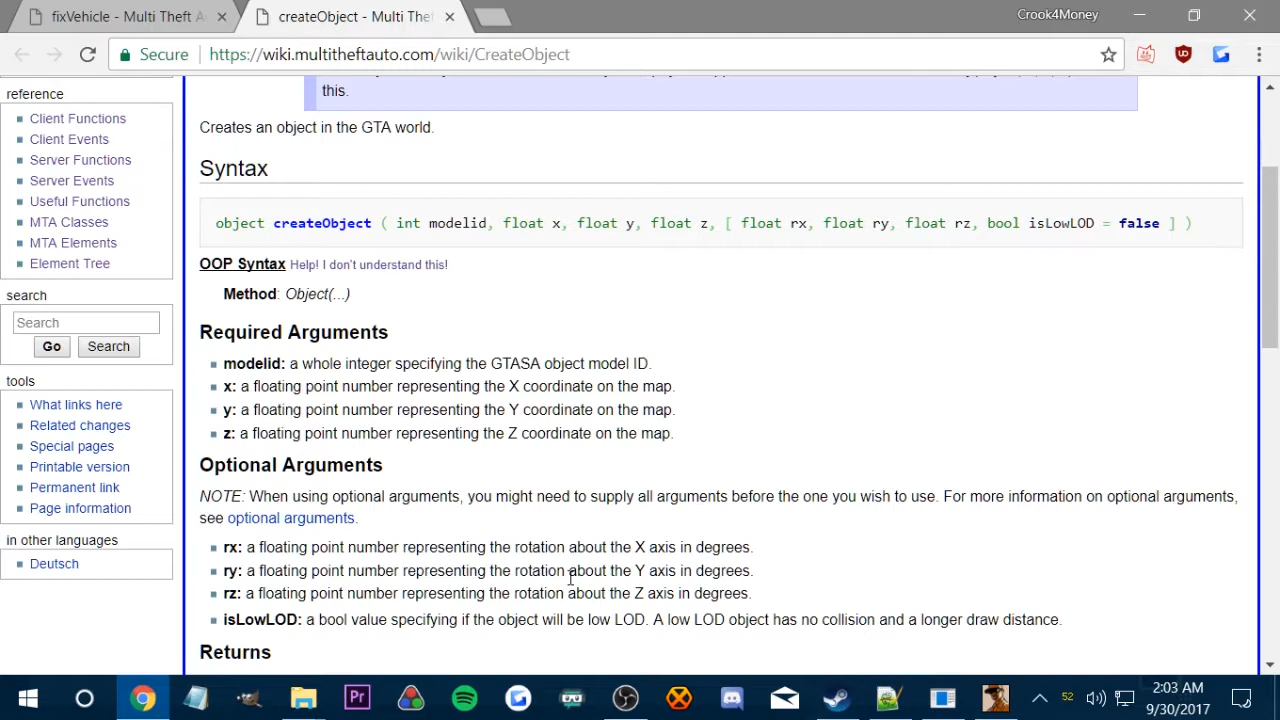 fixVehicle - Multi Theft A
createObject - Multi Thef
Crook4Money
Secure
https://wiki.multitheftauto.com/wiki/CreateObject
this.
Creates an object in the GTA world.
Syntax
object createObject ( int modelid, float x, float y, float z, [ float rx, float ry, float rz, bool isLowLOD = false ] )
OOP Syntax Help! I don't understand this!
Method: Object(...)
Required Arguments
modelid: a whole integer specifying the GTASA object model ID.
x: a floating point number representing the X coordinate on the map.
y: a floating point number representing the Y coordinate on the map.
z: a floating point number representing the Z coordinate on the map.
Optional Arguments
NOTE: When using optional arguments, you might need to supply all arguments before the one you wish to use. For more information on optional arguments,
see optional arguments.
rx: a floating point number representing the rotation about the X axis in degrees.
ry: a floating point number representing the rotation about the Y axis in degrees.
rz: a floating point number representing the rotation about the Z axis in degrees.
isLowLOD: a bool value specifying if the object will be low LOD. A low LOD object has no collision and a longer draw distance.
Returns
reference
Client Functions
Client Events
Server Functions
Server Events
Useful Functions
MTA Classes
MTA Elements
Element Tree
search
Search
Go
Search
tools
What links here
Related changes
Special pages
Printable version
Permanent link
Page information
in other languages
Deutsch
Pr
52
2:03 AM
9/30/2017